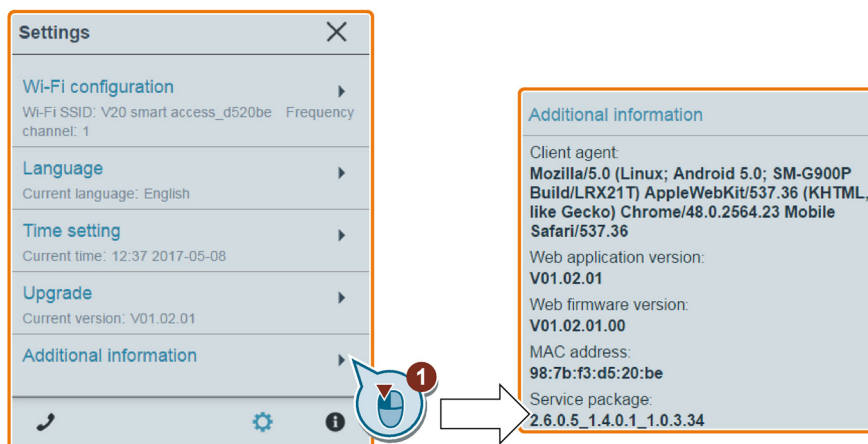 Settings
Wi-Fi configuration
Wi-Fi SSID: V20 smart access_d520be Frequency
channel: 1
Language
Current language: English
Time setting
Current time: 12:37 2017-05-08
Upgrade
Current version: V01.02.01
Additional information
1
Additional information
Client agent:
Mozilla/5.0 (Linux; Android 5.0; SM-G900P
Build/LRX21T) AppleWebKit/537.36 (KHTML,
like Gecko) Chrome/48.0.2564.23 Mobile
Safari/537.36
Web application version:
V01.02.01
Web firmware version:
V01.02.01.00
MAC address:
98:7b:f3:d5:20:be
Service package:
2.6.0.5_1.4.0.1_1.0.3.34